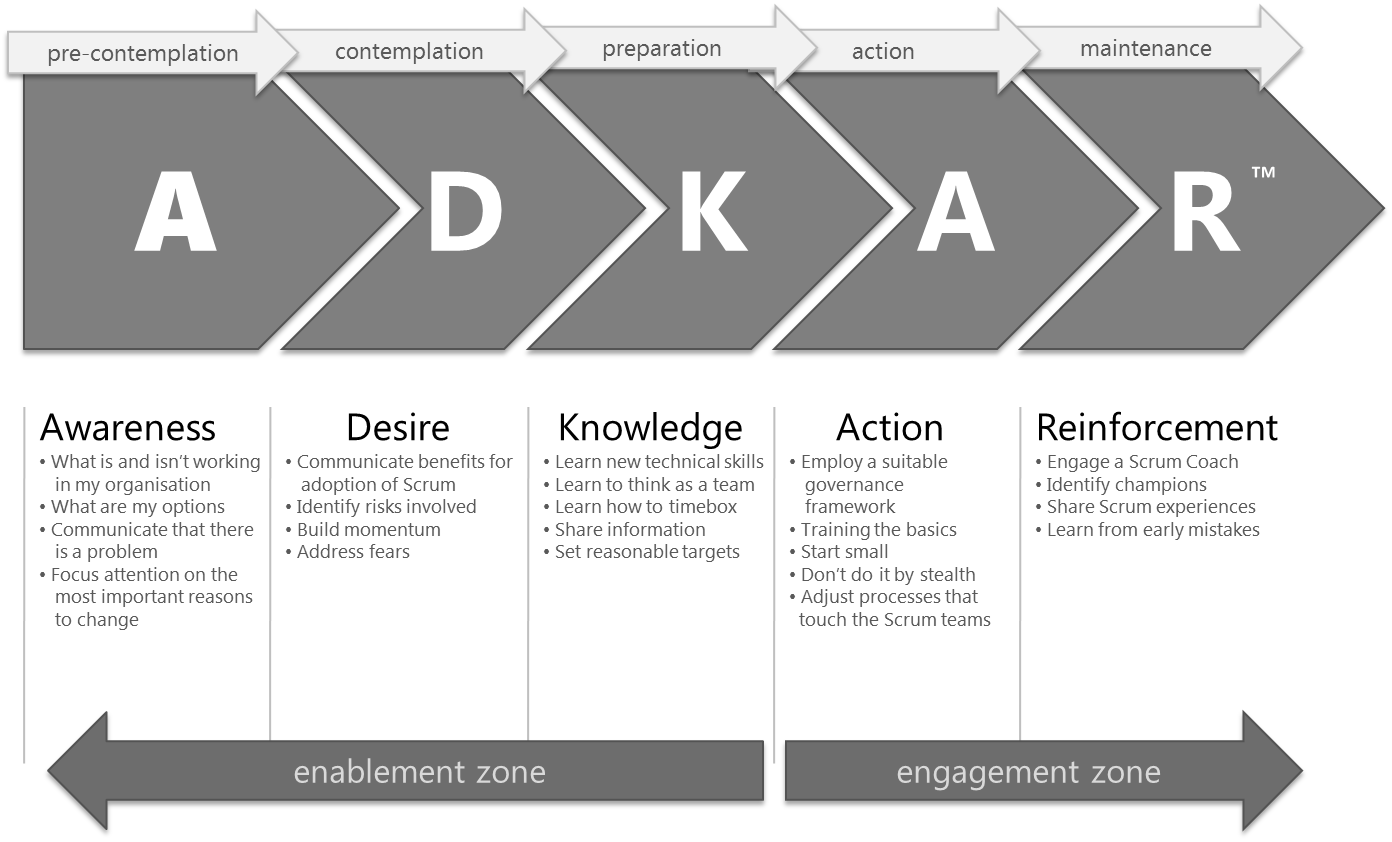 pre-contemplation
contemplation
preparation
action
maintenance
A
D
K
A
R™
Awareness
• What is and isn't working
in my organisation
• What are my options
• Communicate that there
is a problem
• Focus attention on the
most important reasons
to change
Desire
• Communicate benefits for
adoption of Scrum
• Identify risks involved
• Build momentum
• Address fears
Knowledge
• Learn new technical skills
• Learn to think as a team
• Learn how to timebox
• Share information
• Set reasonable targets
Action
• Employ a suitable
governance
framework
• Training the basics
• Start small
• Don't do it by stealth
• Adjust processes that
touch the Scrum teams
Reinforcement
• Engage a Scrum Coach
• Identify champions
• Share Scrum experiences
• Learn from early mistakes
enablement zone
engagement zone